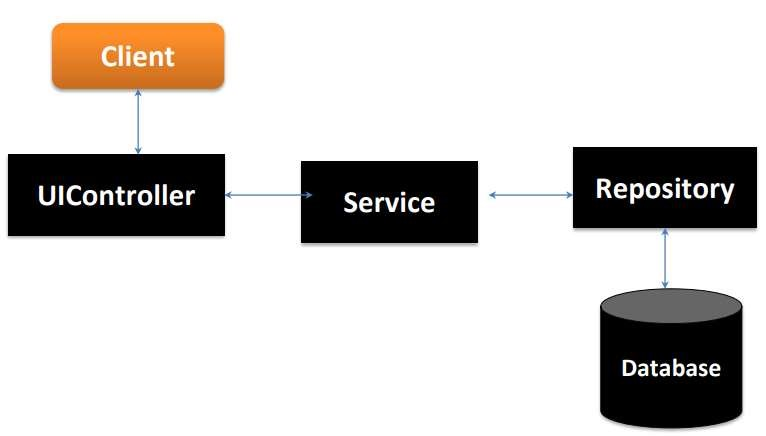 Client
UIController
Service
Repository
Database